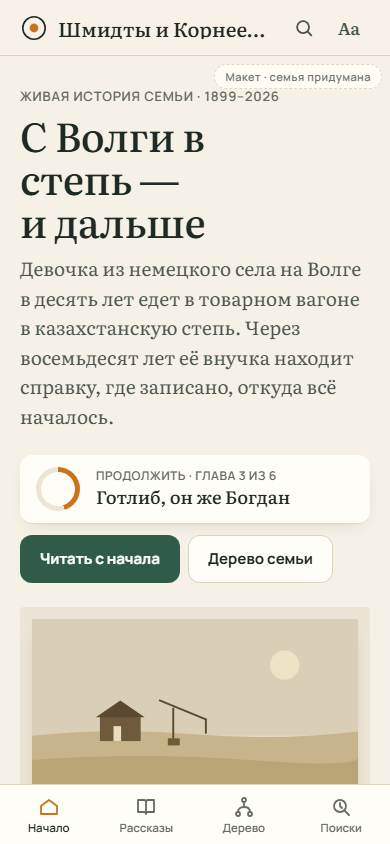 Шмидты и Корнее...
Aa
Макет · семья придумана
ЖИВАЯ ИСТОРИЯ СЕМЬИ · 1899–2026
С Волги в
степь —
и дальше
Девочка из немецкого села на Волге
в десять лет едет в товарном вагоне
в казахстанскую степь. Через
восемьдесят лет её внучка находит
справку, где записано, откуда всё
началось.
ПРОДОЛЖИТЬ · ГЛАВА 3 ИЗ 6
Готлиб, он же Богдан
Читать с начала
Дерево семьи
Начало
Рассказы
Дерево
Поиски